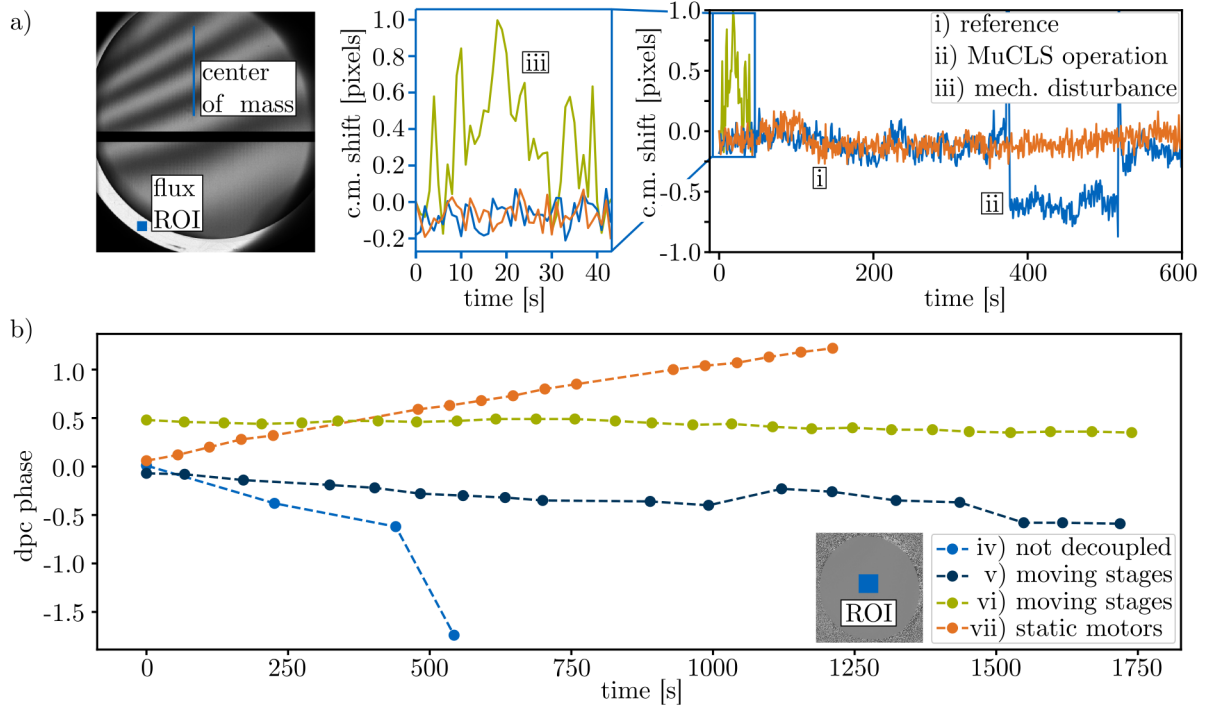 a)
center
of mass
flux
ROI
c.m. shift [pixels]
1.0
0.8
0.6
0.4
0.2
0.0
-0.2
iii
0
10
20
30
40
time [s]
c.m. shift [pixels]
1.0
0.5
0.0
-0.5
-1.0
i) reference
ii) MuCLS operation
iii) mech. disturbance
i
ii
0
200
400
600
time [s]
b)
dpc phase
1.0
0.5
0.0
-0.5
-1.0
-1.5
ROI
iv) not decoupled
v) moving stages
vi) moving stages
vii) static motors
0
250
500
750
1000
1250
1500
1750
time [s]